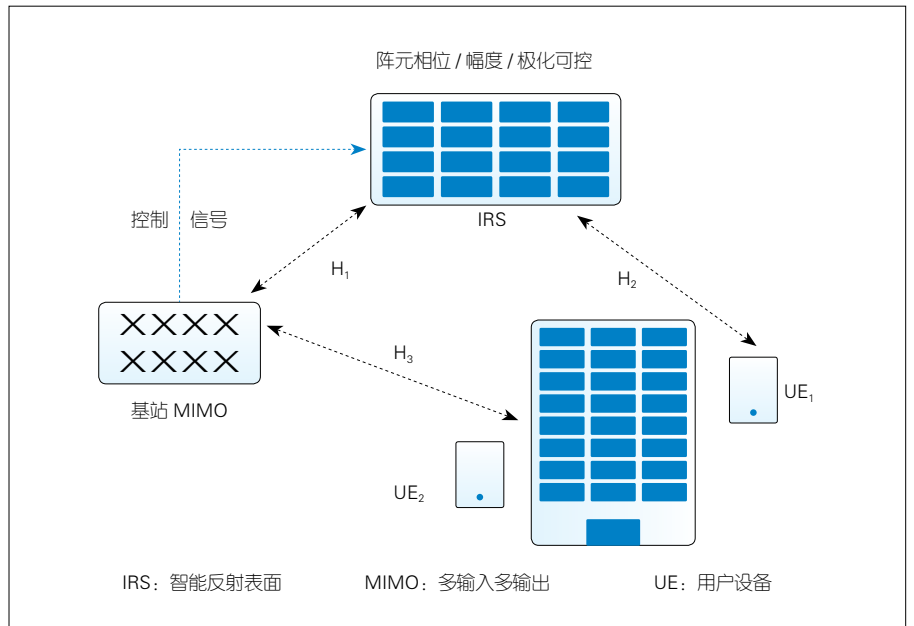 阵元相位 / 幅度 / 极化可控
IRS
控制 信号
H₁
H₂
H₃
XXXX
XXXX
基站 MIMO
UE₁
UE₂
IRS：智能反射表面 MIMO：多输入多输出 UE：用户设备